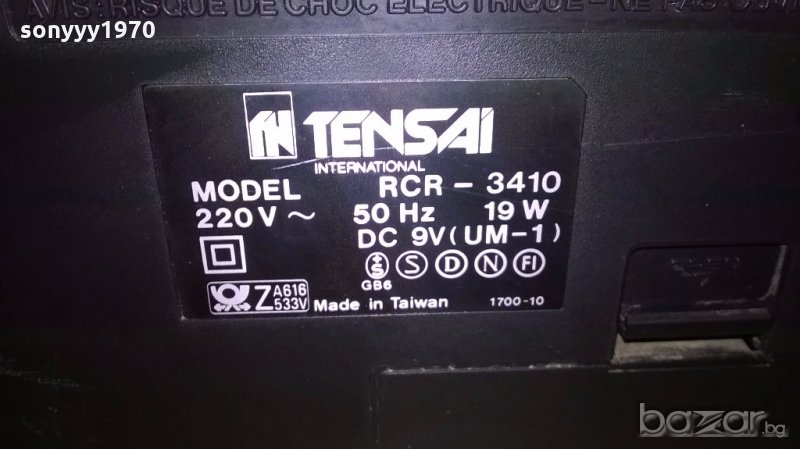 AVIS: RISQUE DE CHOC ELECTRIQUE-NE PAS
sonyyy1970
TENSAI
INTERNATIONAL
MODEL RCR - 3410
220V ~ 50 Hz 19 W
DC 9V (UM-1)
S D N FI
GB6
Z A616 533V Made in Taiwan 1700-10
bazar.bg